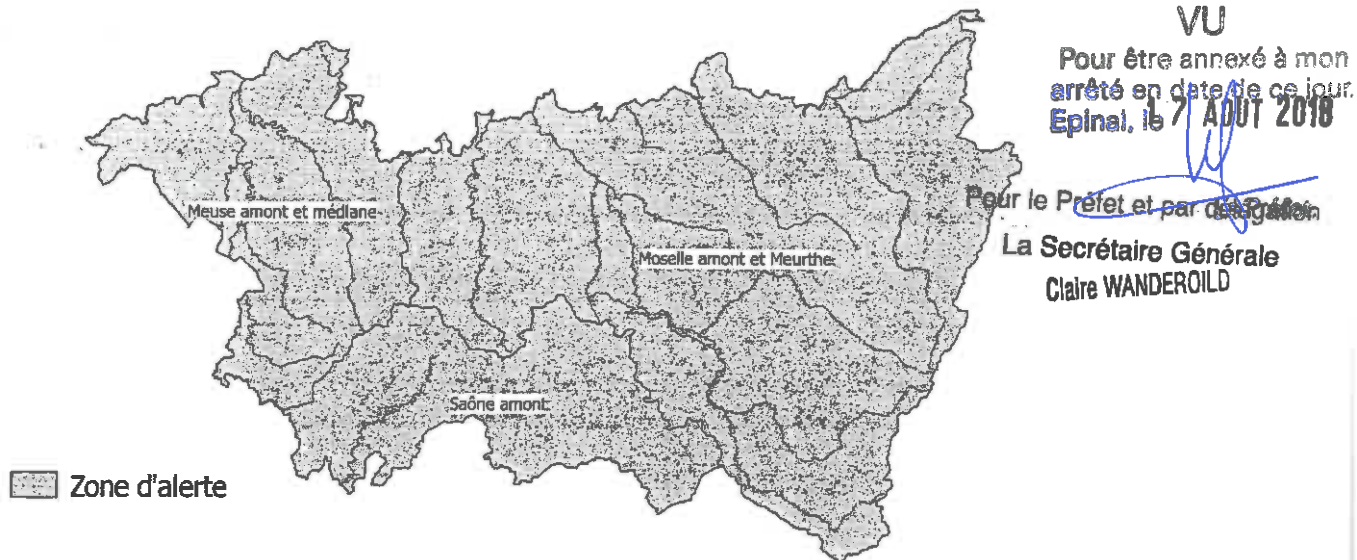 VU
Pour être annexé à mon
arrêté en date de ce jour.
Epinal, le 17 AOUT 2018
Meuse amont et médiane
Pour le Préfet et par délégation
Moselle amont et Meurthe
La Secrétaire Générale
Claire WANDEROILD
Saône amont
Zone d'alerte